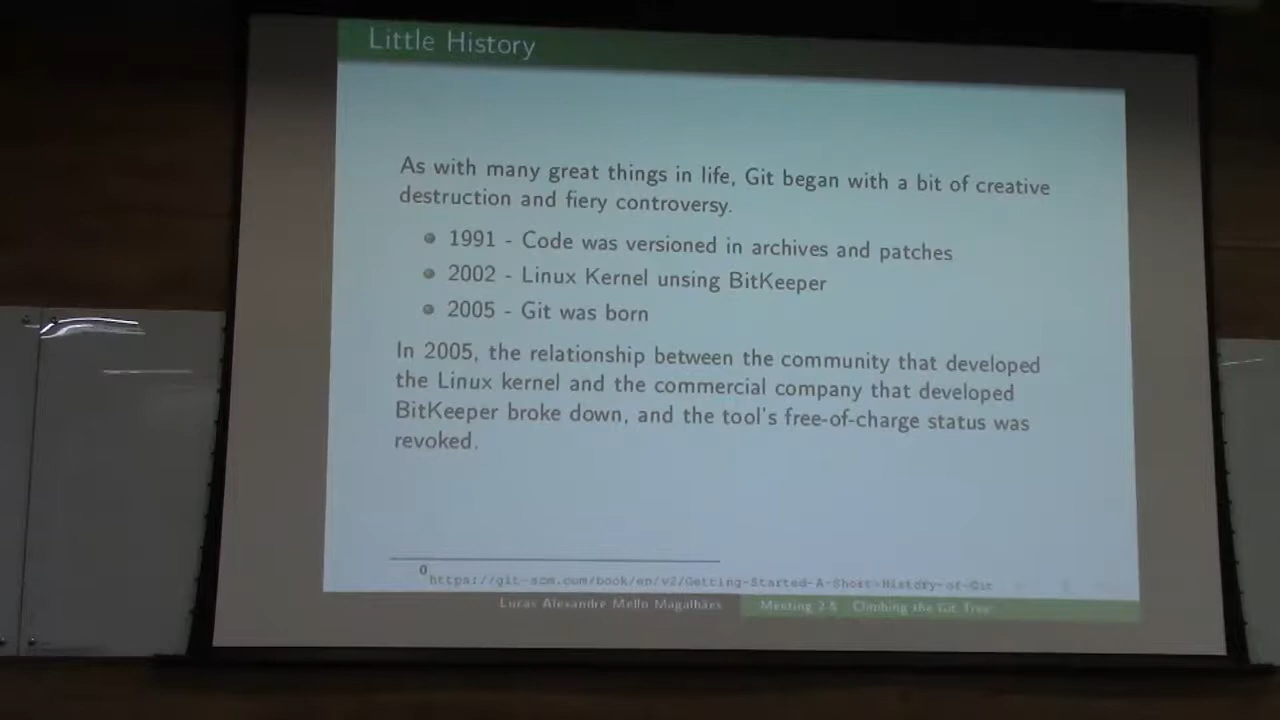 Little History
As with many great things in life, Git began with a bit of creative
destruction and fiery controversy.
1991 - Code was versioned in archives and patches
2002 - Linux Kernel unsing BitKeeper
2005 - Git was born
In 2005, the relationship between the community that developed
the Linux kernel and the commercial company that developed
BitKeeper broke down, and the tool's free-of-charge status was
revoked.
0https://git-scm.com/book/en/v2/Getting-Started-A-Short-History-of-Git
Lucas Alexandre Mello Magalhães
Meeting 2.5 Climbing the Git Tree